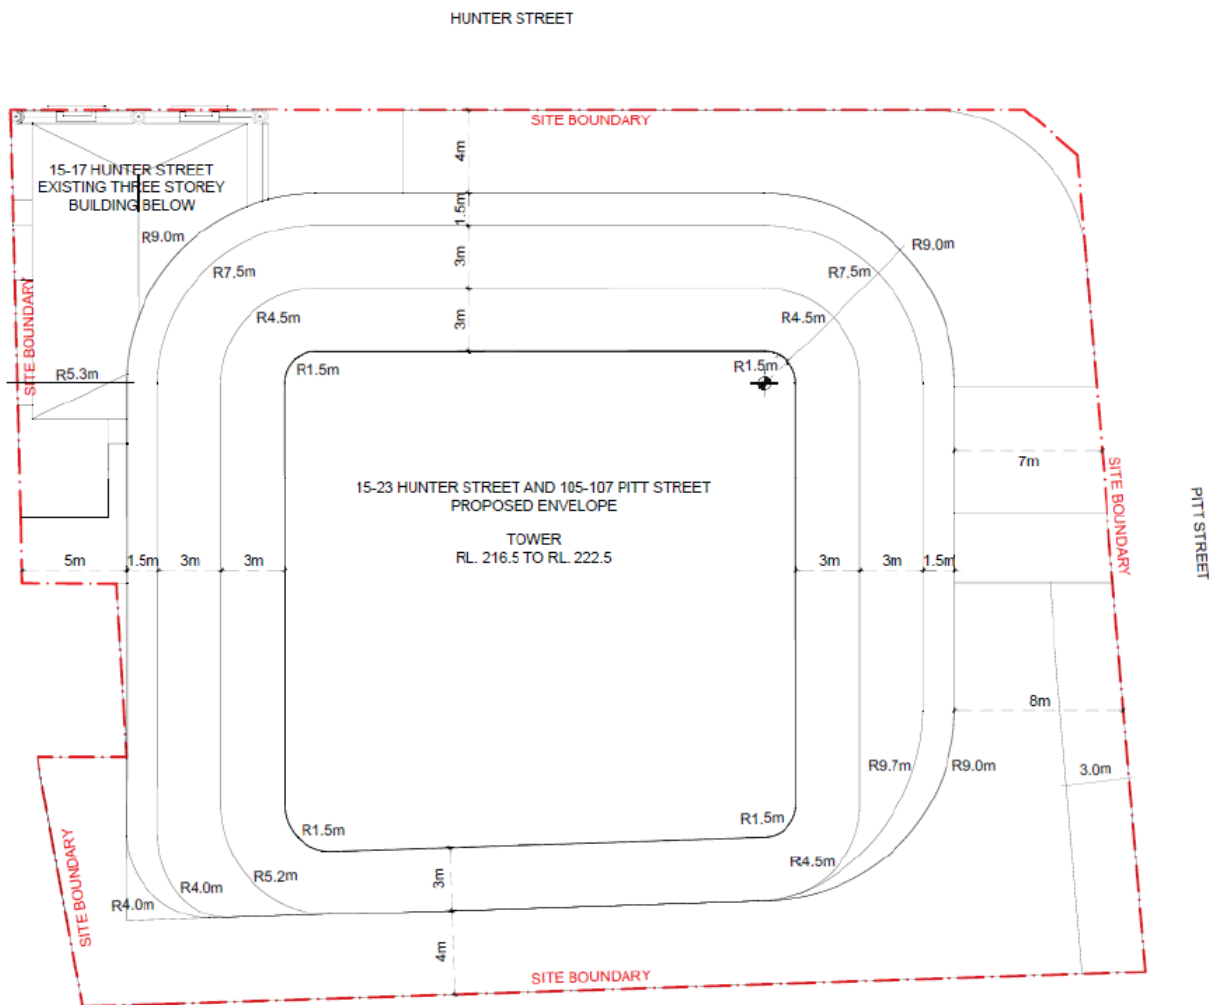 HUNTER STREET
SITE BOUNDARY
4m
15-17 HUNTER STREET
EXISTING THREE STOREY
BUILDING BELOW
1.5m
R9.0m
R9.0m
3m
R7.5m
R7.5m
SITE BOUNDARY
R4.5m
R4.5m
3m
R5.3m
R1.5m
R1.5m
7m
SITE BOUNDARY
PITT STREET
15-23 HUNTER STREET AND 105-107 PITT STREET
PROPOSED ENVELOPE
TOWER
RL. 216.5 TO RL. 222.5
5m
1.5m
3m
3m
3m
3m
1.5m
8m
R9.7m
R9.0m
3.0m
R1.5m
R1.5m
SITE BOUNDARY
R4.0m
R4.0m
R5.2m
3m
R4.5m
4m
SITE BOUNDARY